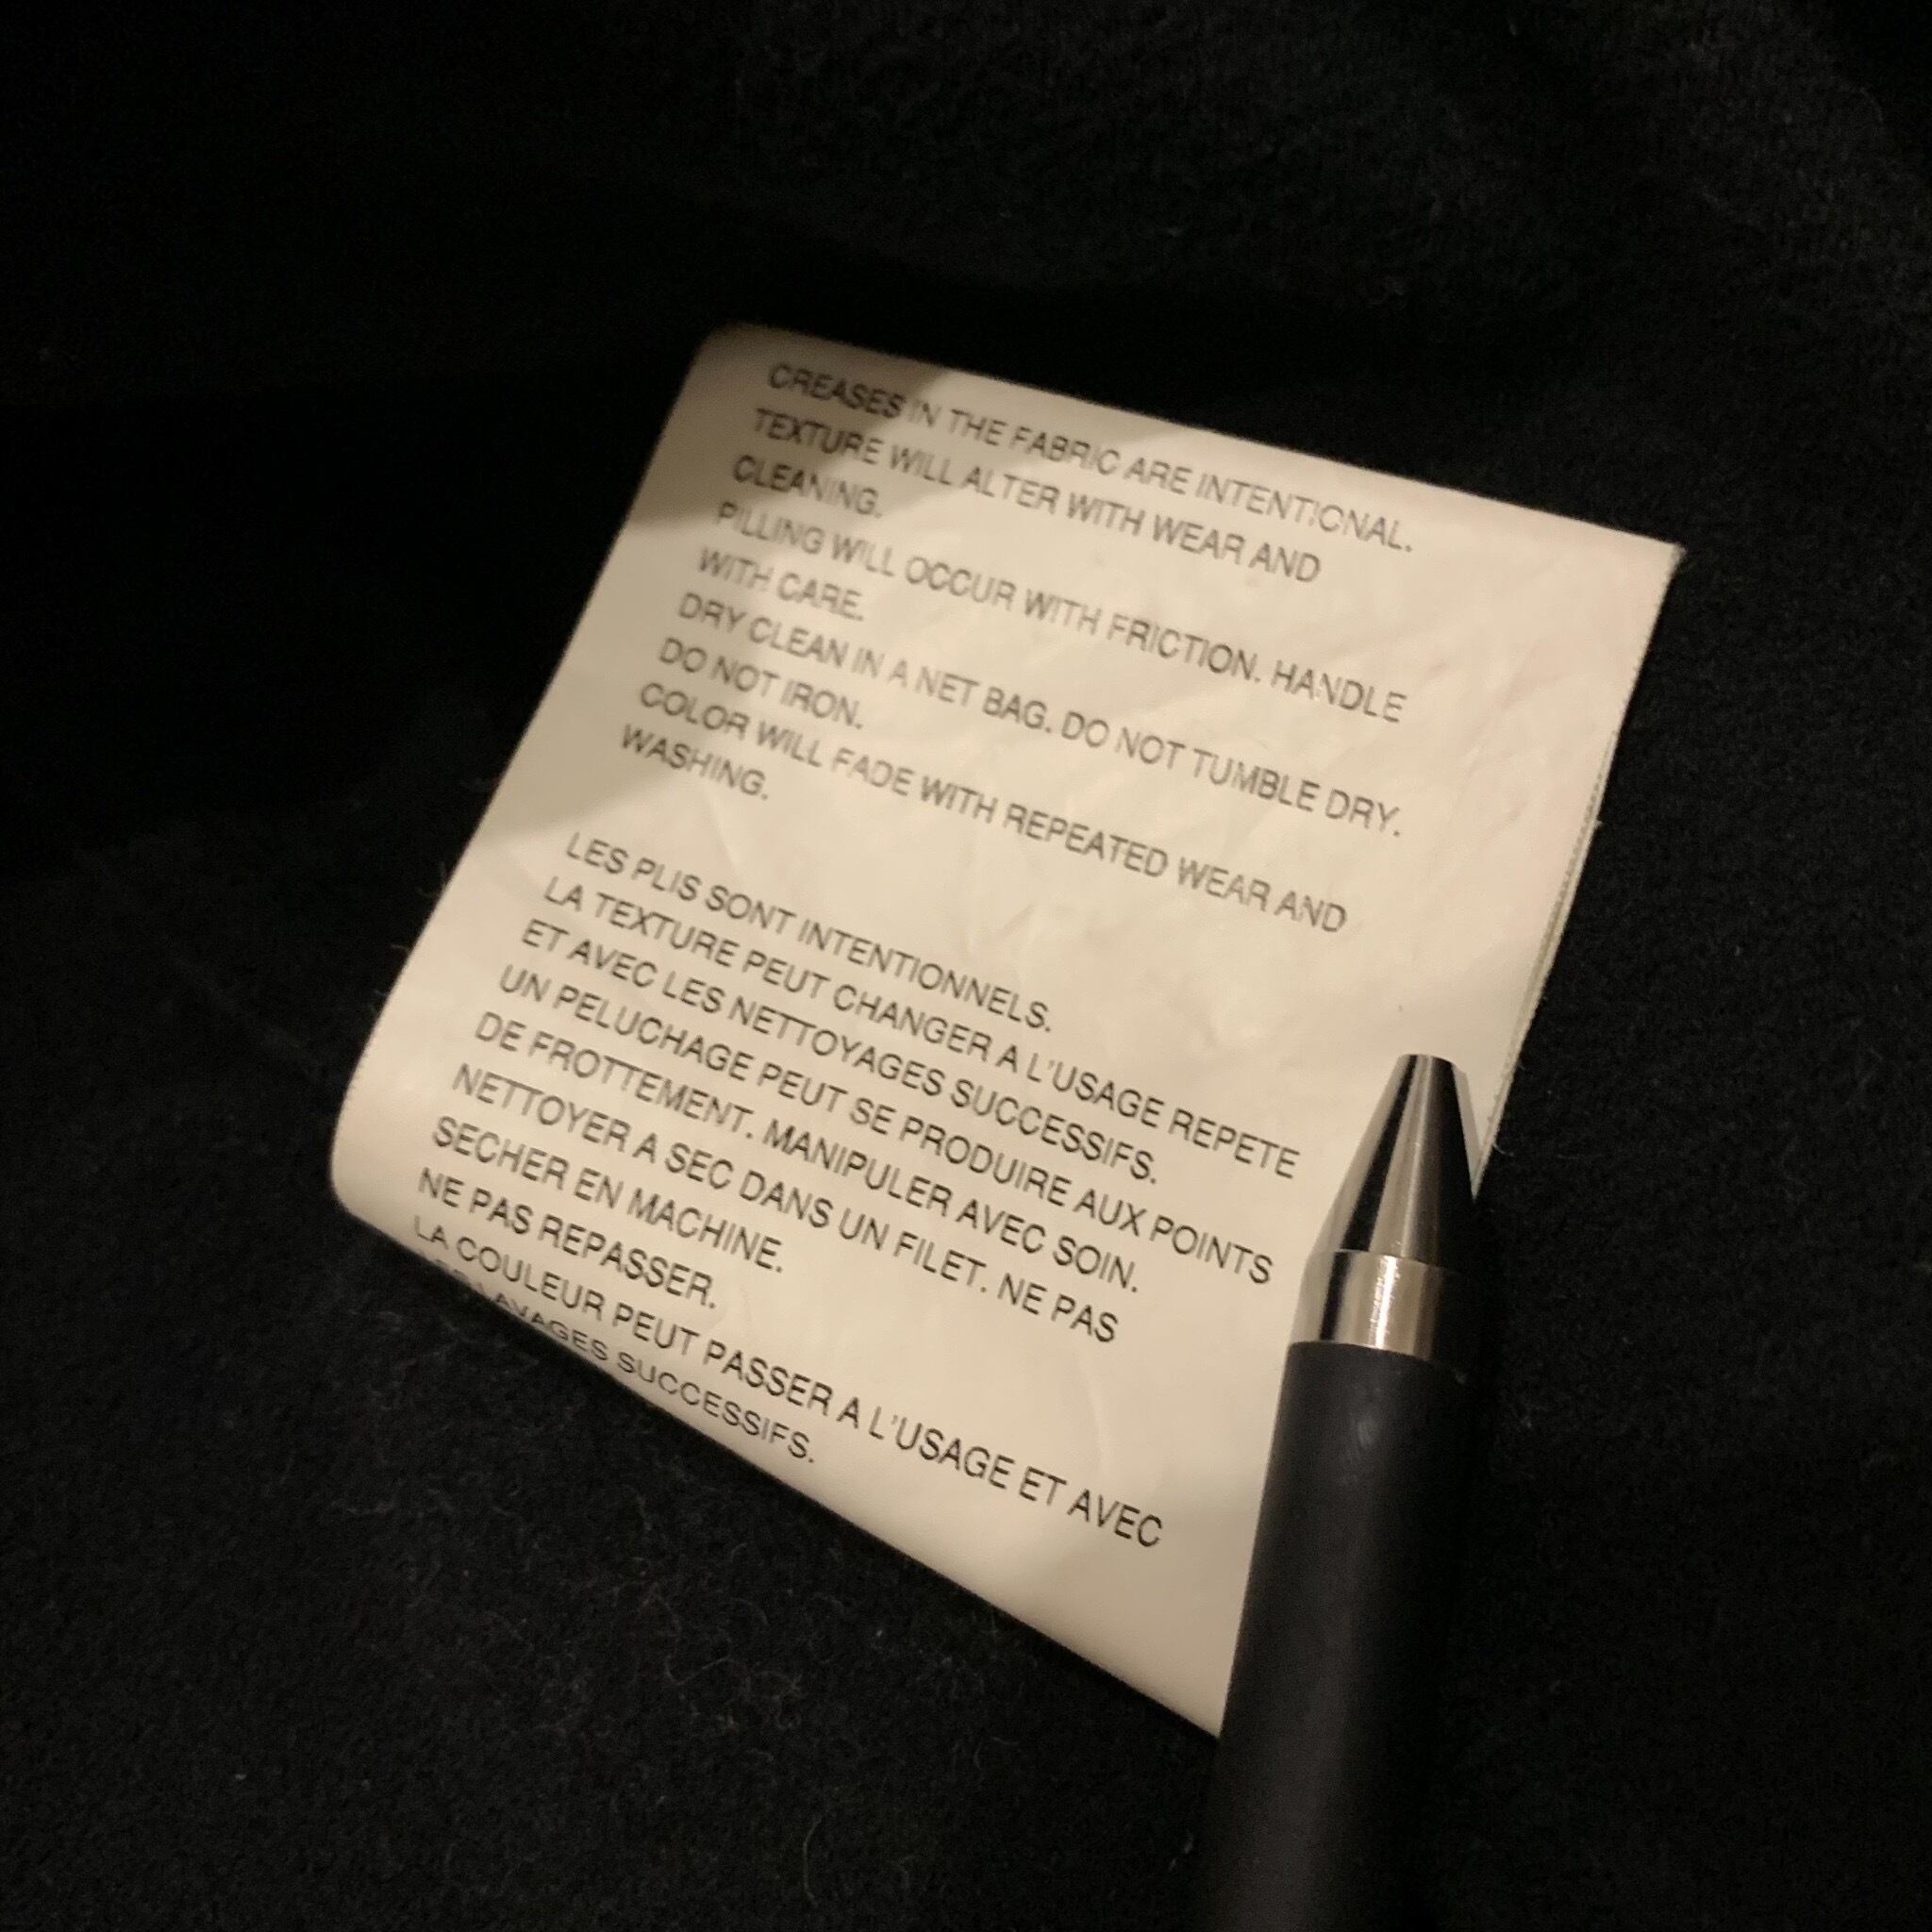 CREASES IN THE FABRIC ARE INTENTIONAL.
TEXTURE WILL ALTER WITH WEAR AND
CLEANING.
PILLING WILL OCCUR WITH FRICTION. HANDLE
WITH CARE.
DRY CLEAN IN A NET BAG. DO NOT TUMBLE DRY.
DO NOT IRON.
COLOR WILL FADE WITH REPEATED WEAR AND
WASHING.
LES PLIS SONT INTENTIONNELS.
LA TEXTURE PEUT CHANGER A L'USAGE REPETE
ET AVEC LES NETTOYAGES SUCCESSIFS.
UN PELUCHAGE PEUT SE PRODUIRE AUX POINTS
DE FROTTEMENT. MANIPULER AVEC SOIN.
NETTOYER A SEC DANS UN FILET. NE PAS
SECHER EN MACHINE.
NE PAS REPASSER.
LA COULEUR PEUT PASSER A L'USAGE ET AVEC
LAVAGES SUCCESSIFS.